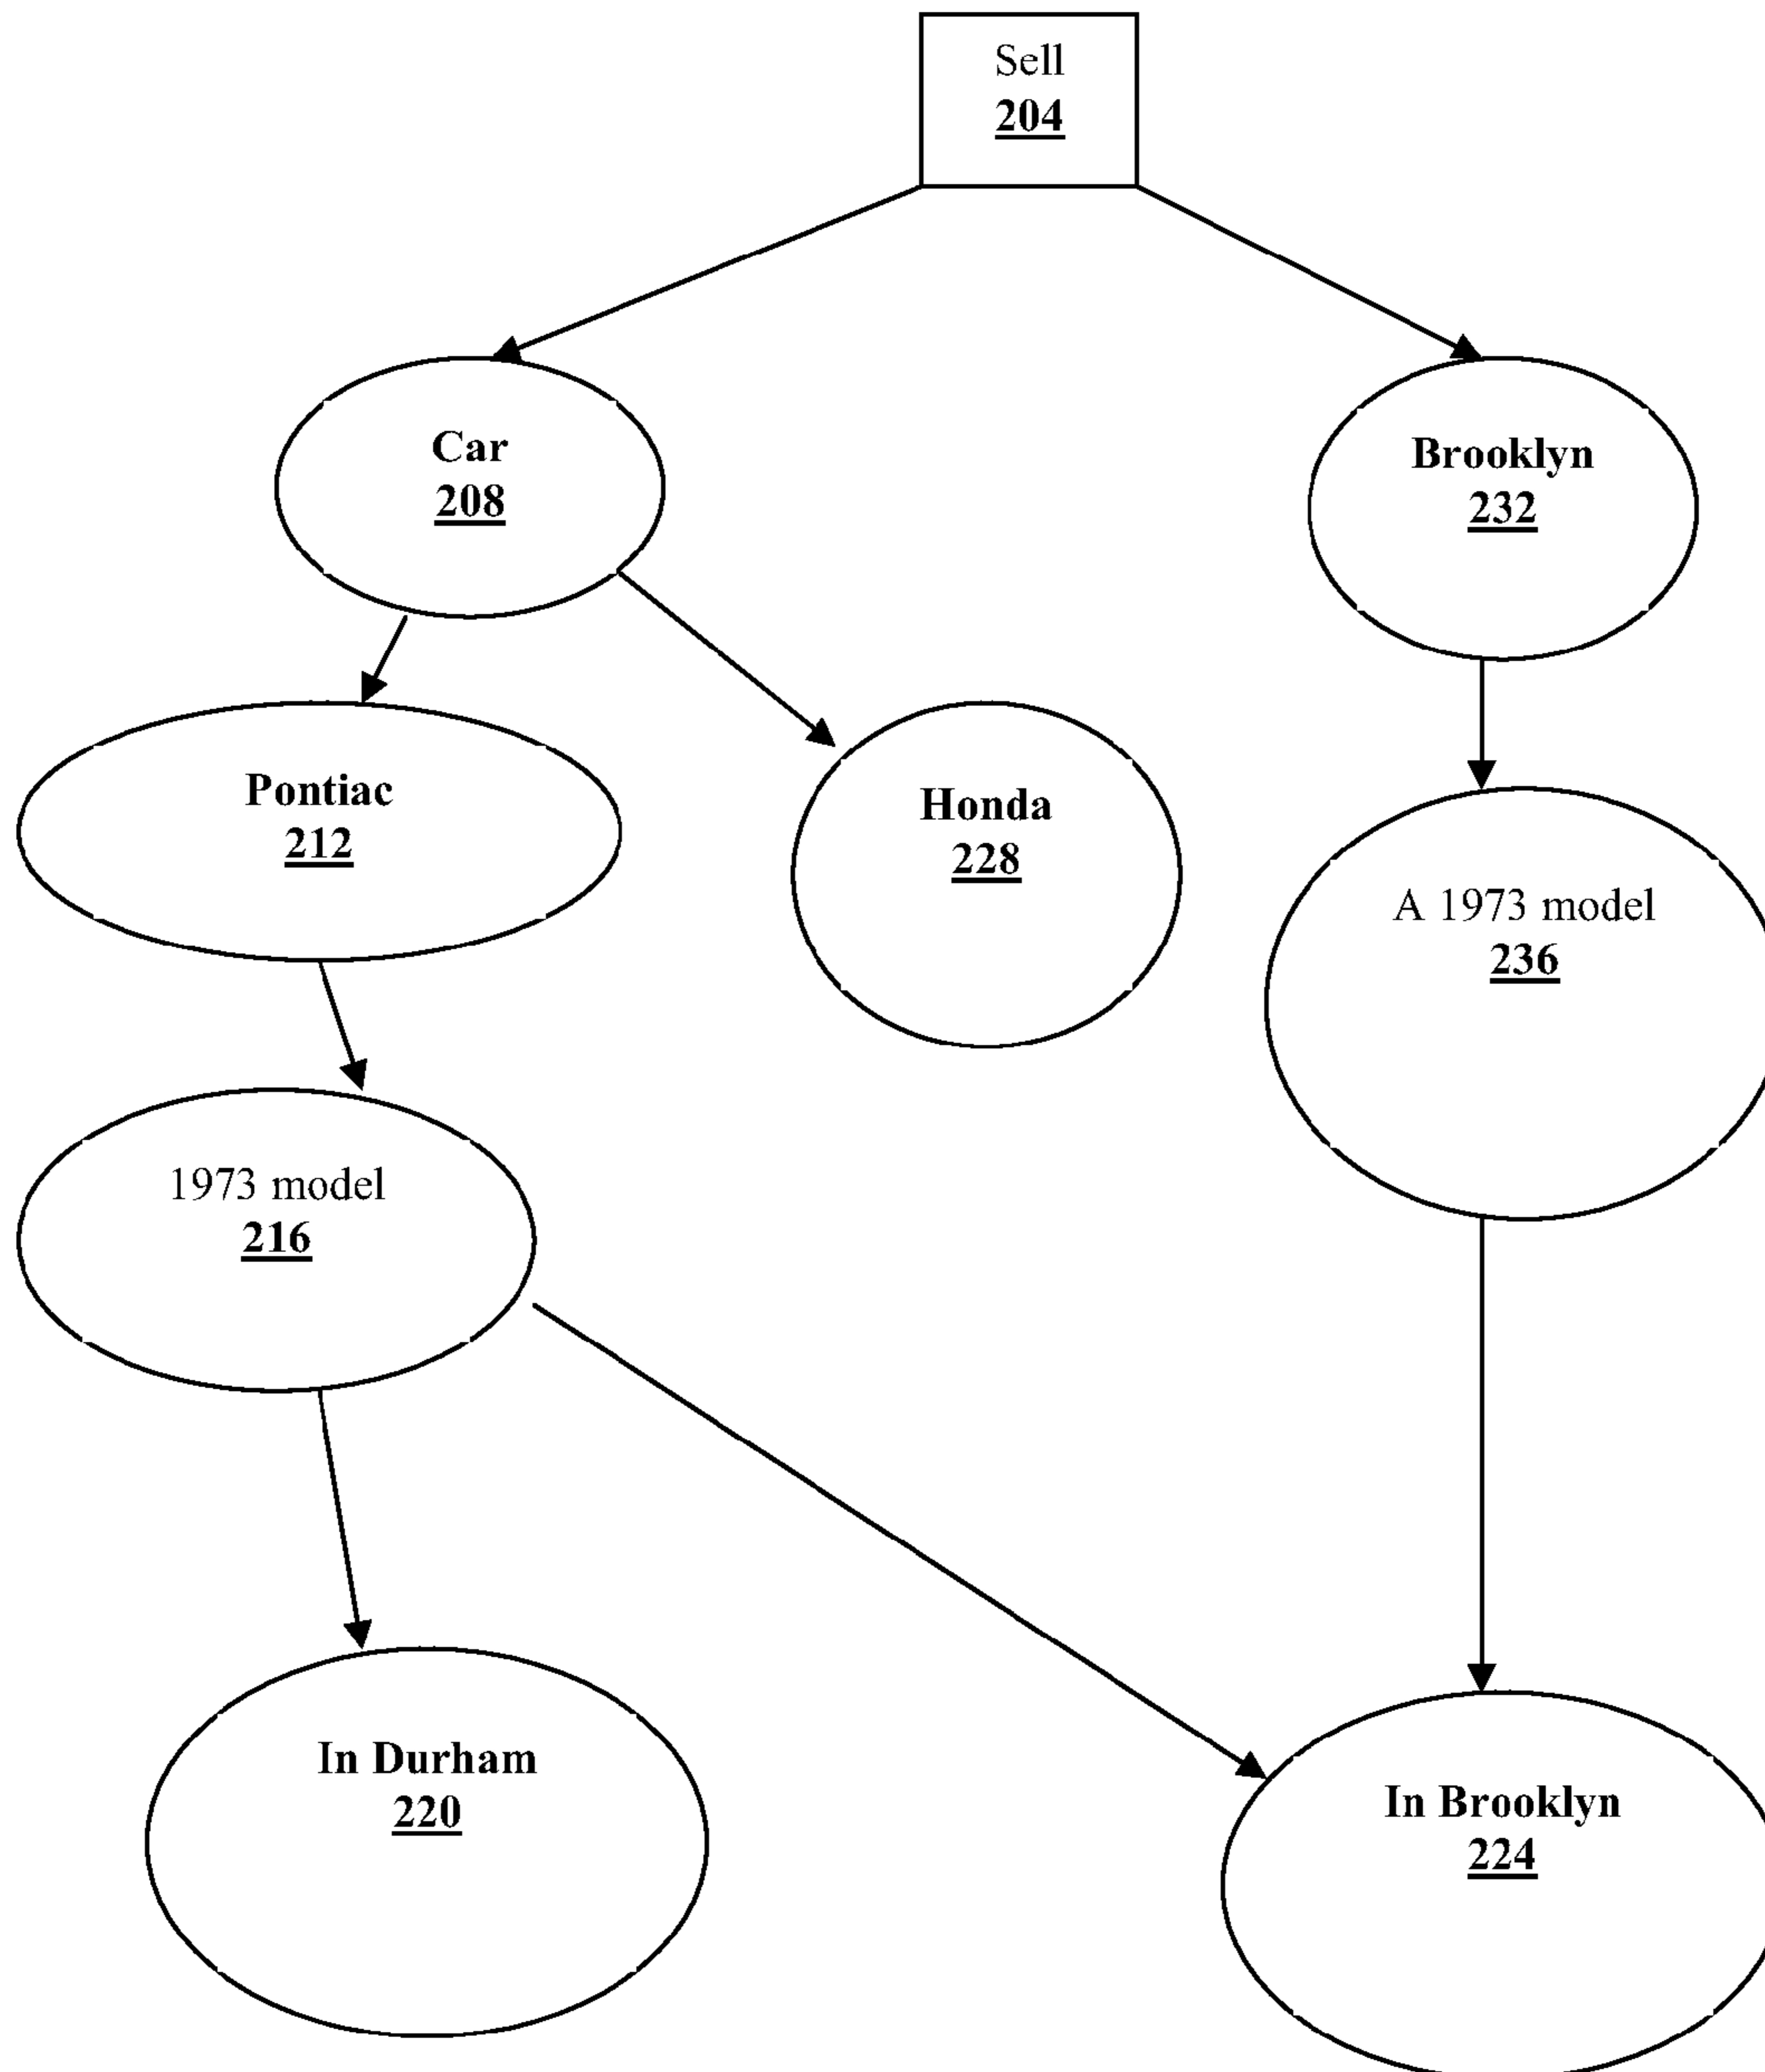 Sell
204
Car
208
Brooklyn
232
Pontiac
212
Honda
228
A 1973 model
236
1973 model
216
In Durham
220
In Brooklyn
224